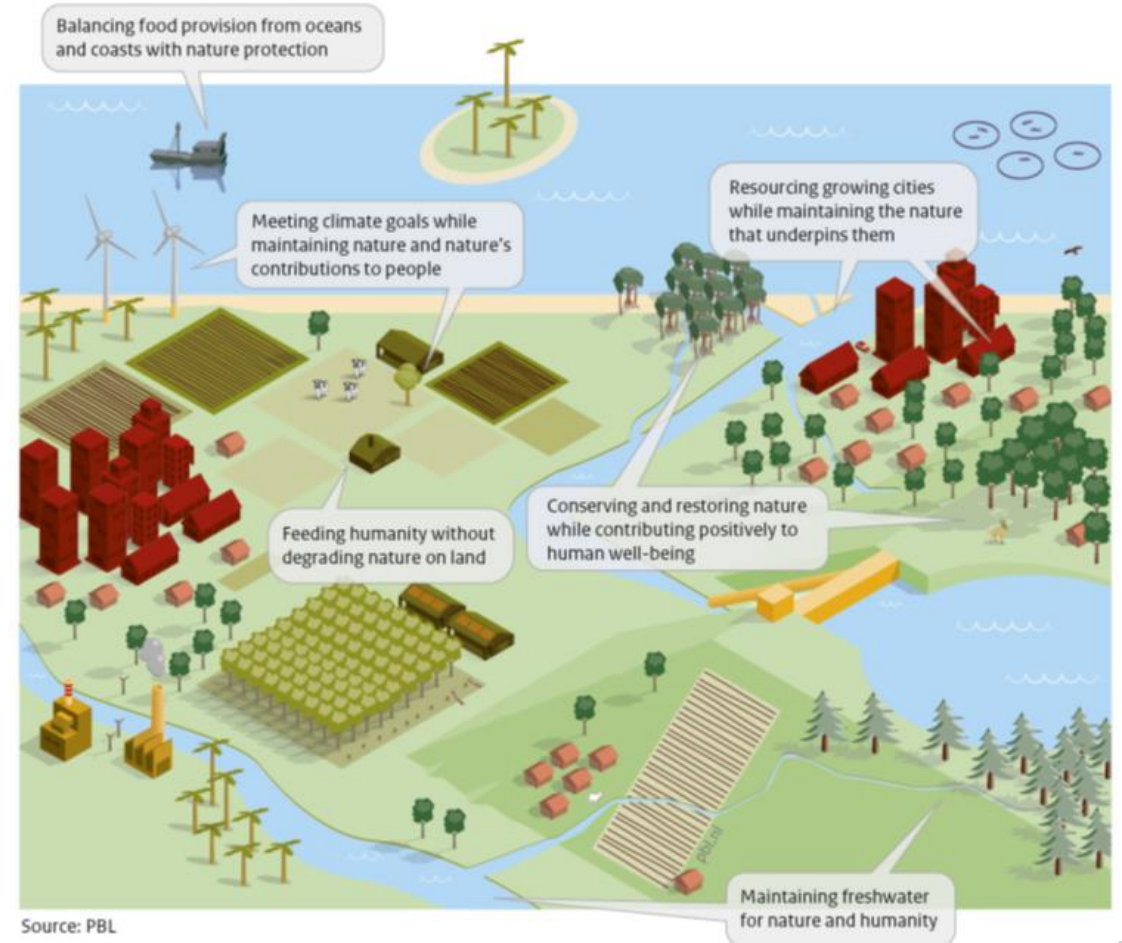 Balancing food provision from oceans
and coasts with nature protection
Meeting climate goals while
maintaining nature and nature's
contributions to people
Resourcing growing cities
while maintaining the nature
that underpins them
Feeding humanity without
degrading nature on land
Conserving and restoring nature
while contributing positively to
human well-being
pbl.nl
Maintaining freshwater
for nature and humanity
Source: PBL